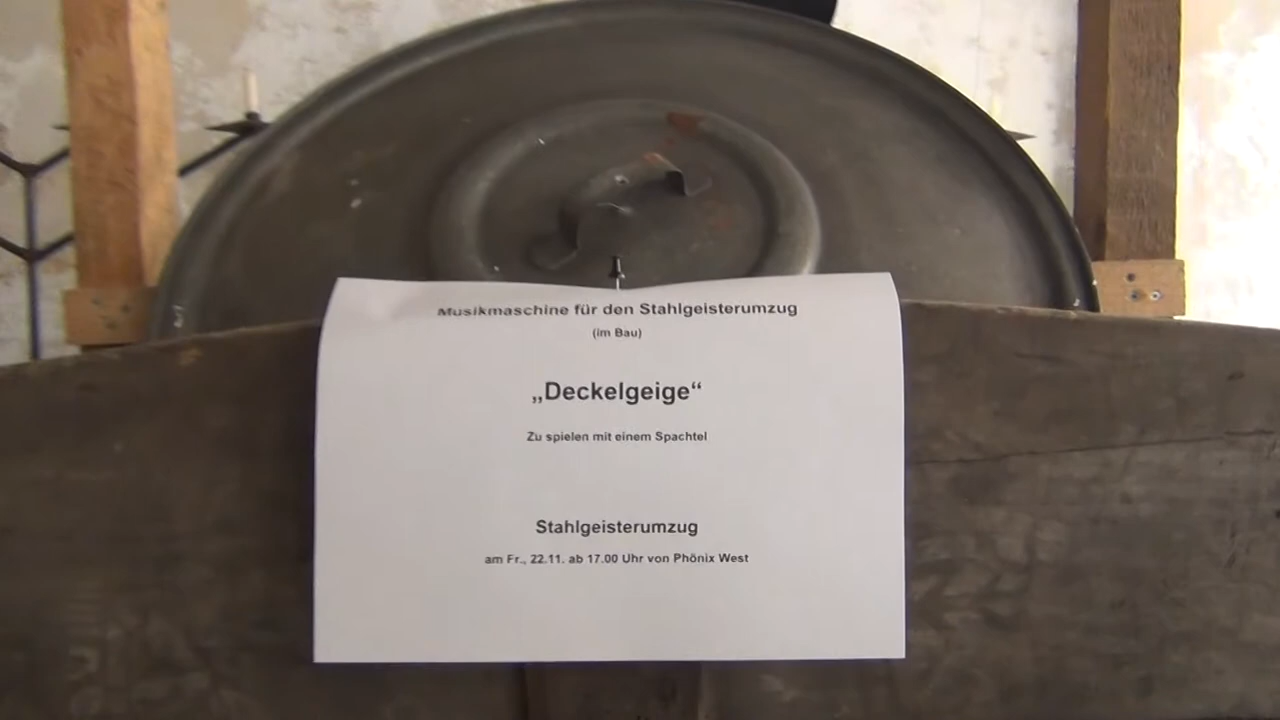 Musikmaschine für den Stahlgeisterumzug
(im Bau)
„Deckelgeige“
Zu spielen mit einem Spachtel
Stahlgeisterumzug
am Fr., 22.11. ab 17.00 Uhr von Phönix West